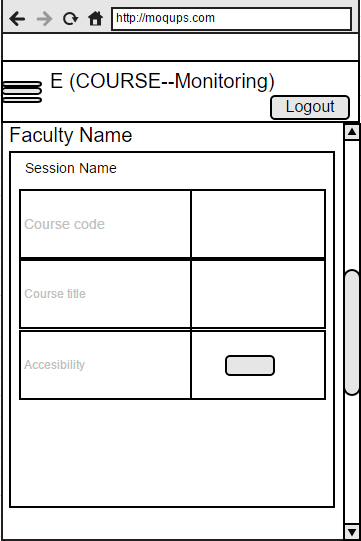 http://moqups.com
E (COURSE--Monitoring)
Logout
Faculty Name
Session Name
Course code
Course title
Accesibility